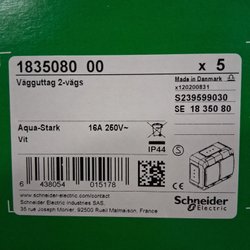 1835080 00 x 5
Vägguttag 2-vägs Made in Denmark
x120200831
S239599030
SE 18 350 80
Aqua-Stark 16A 250V~
Vit
IP44
6 438054 015178
www.schneider-electric.com/contact
Schneider Electric Industries SAS,
35 rue Joseph Monier, 92500 Rueil Malmaison, France
Schneider
Electric